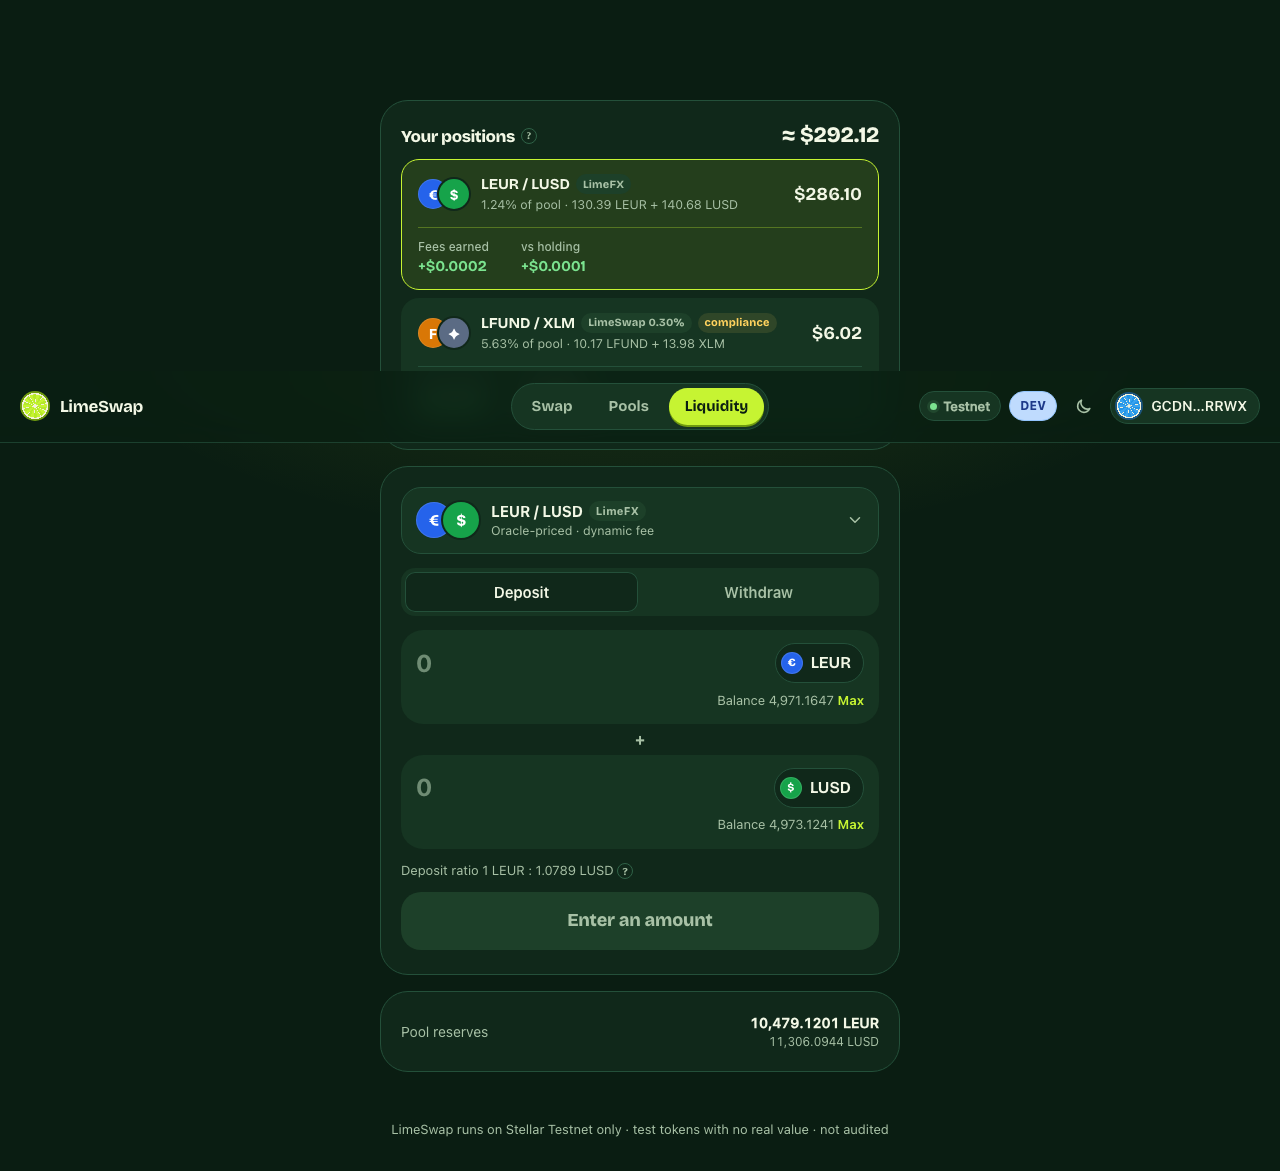 Your positions ?
≈ $292.12
€ $ LEUR / LUSD LimeFX
1.24% of pool · 130.39 LEUR + 140.68 LUSD
$286.10
Fees earned
+$0.0002
vs holding
+$0.0001
F LFUND / XLM LimeSwap 0.30% compliance
5.63% of pool · 10.17 LFUND + 13.98 XLM
$6.02
LimeSwap
Swap Pools Liquidity
Testnet DEV GCDN...RRWX
€ $ LEUR / LUSD LimeFX
Oracle-priced · dynamic fee
Deposit Withdraw
0 € LEUR
Balance 4,971.1647 Max
+
0 $ LUSD
Balance 4,973.1241 Max
Deposit ratio 1 LEUR : 1.0789 LUSD ?
Enter an amount
Pool reserves
10,479.1201 LEUR
11,306.0944 LUSD
LimeSwap runs on Stellar Testnet only · test tokens with no real value · not audited